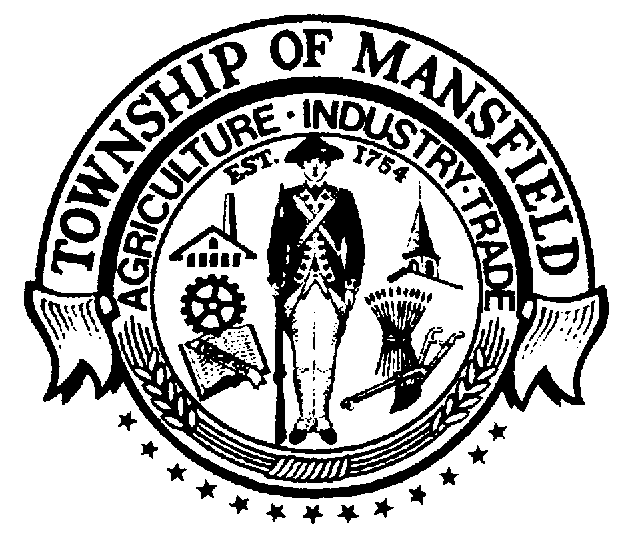 TOWNSHIP OF MANSFIELD
AGRICULTURE · INDUSTRY · TRADE
EST. 1754